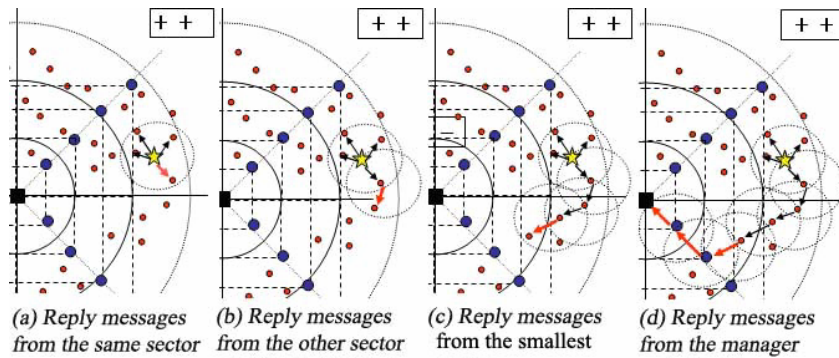 + +
+ +
+ +
+ +
(a) Reply messages
from the same sector
(b) Reply messages
from the other sector
(c) Reply messages
from the smallest
(d) Reply messages
from the manager